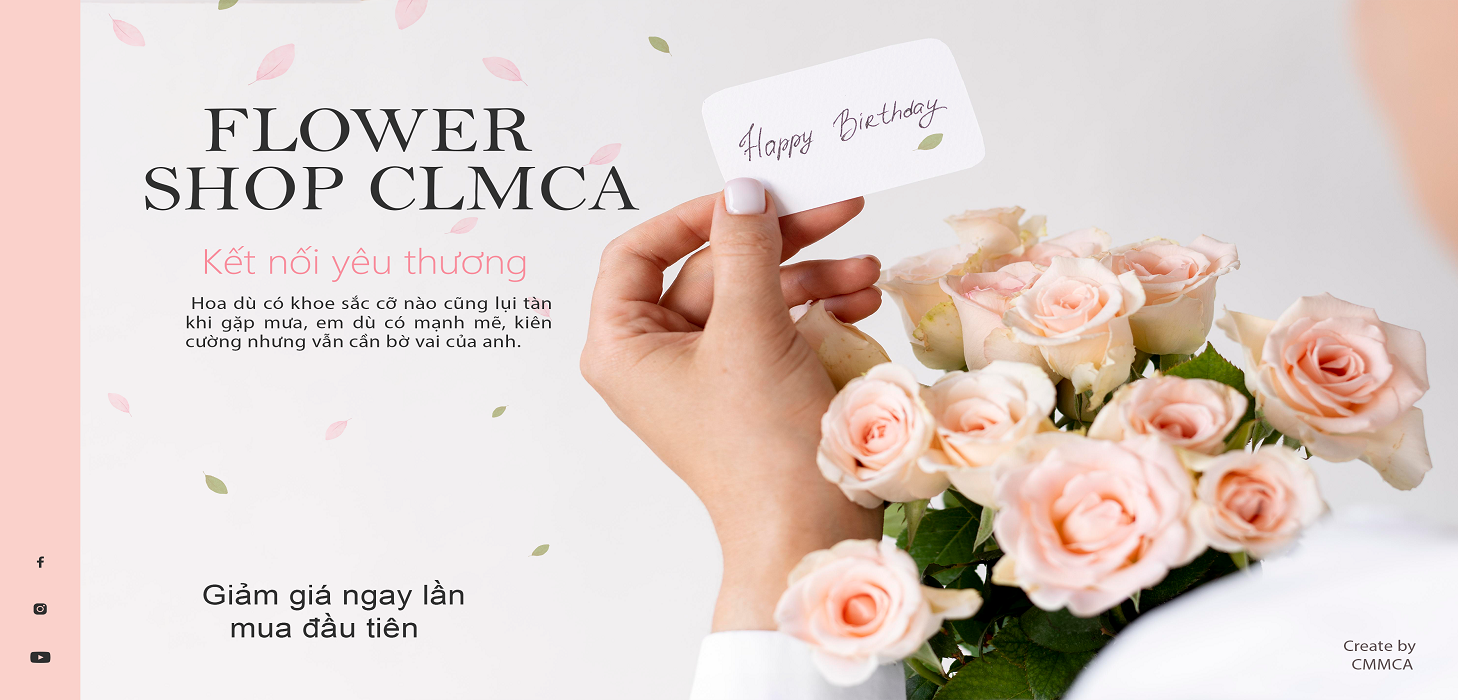 FLOWER
SHOP CLMCA
Kết nối yêu thương
Hoa dù có khoe sắc cỡ nào cũng lụi tàn
khi gặp mưa, em dù có mạnh mẽ, kiên
cường nhưng vẫn cần bờ vai của anh.
Giảm giá ngay lần
mua đầu tiên
Happy Birthday
Create by
CMMCA